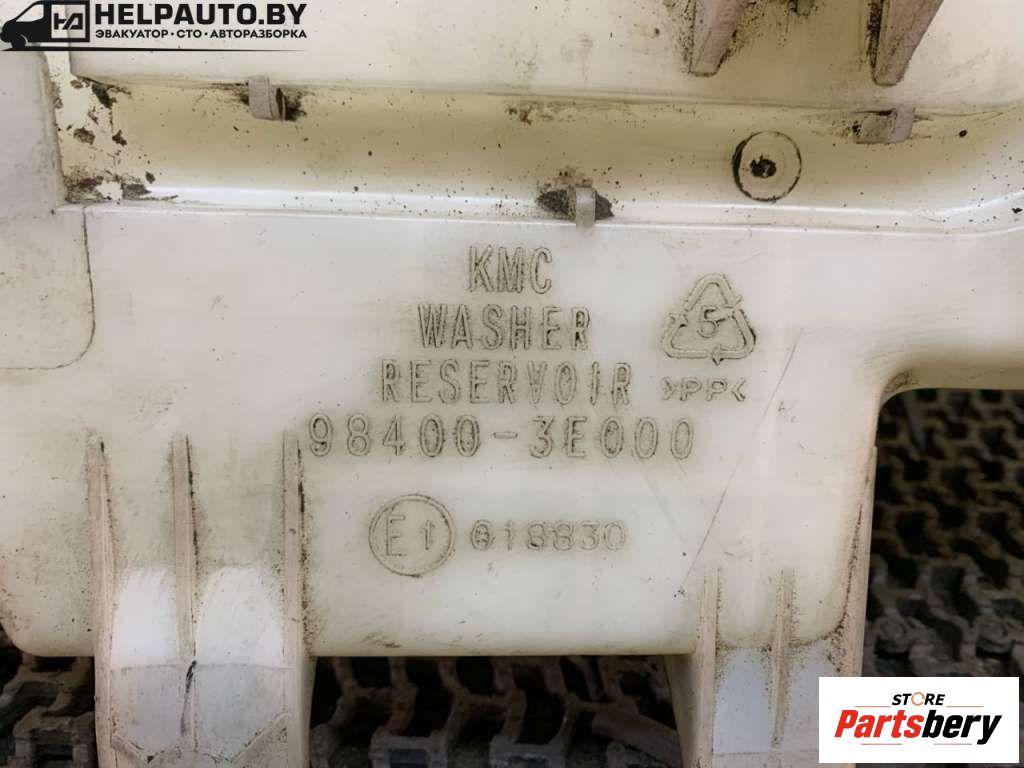 HELPAUTO.BY
ЭВАКУАТОР · СТО · АВТОРАЗБОРКА
KMC
WASHER
RESERVOIR
98400-3E000
5
>PP<
E1 018830
STORE
Partsbery